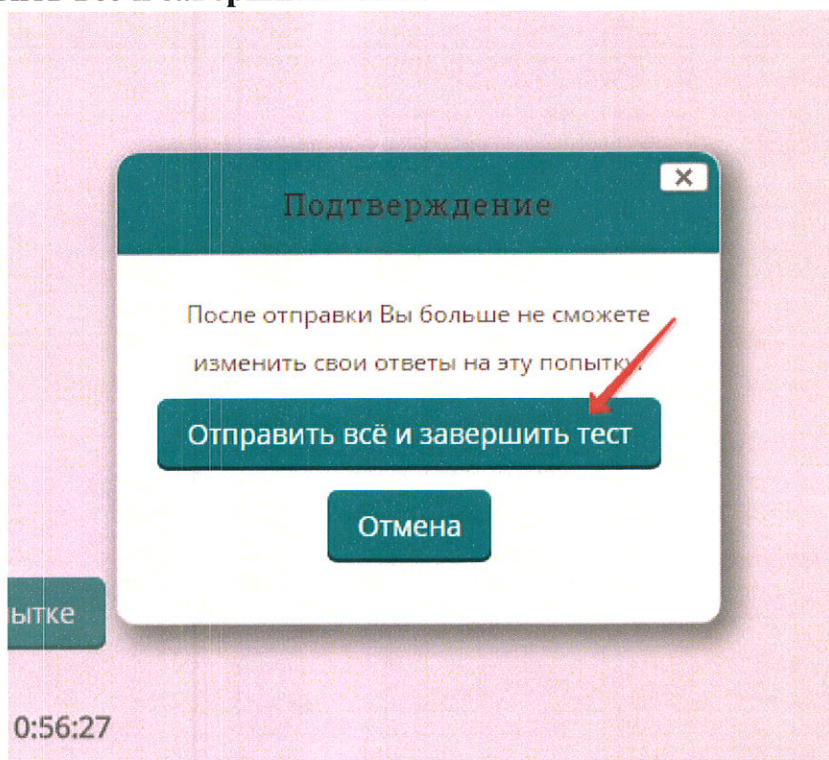 Подтверждение
После отправки Вы больше не сможете
изменить свои ответы на эту попытку.
Отправить всё и завершить тест
Отмена
0:56:27